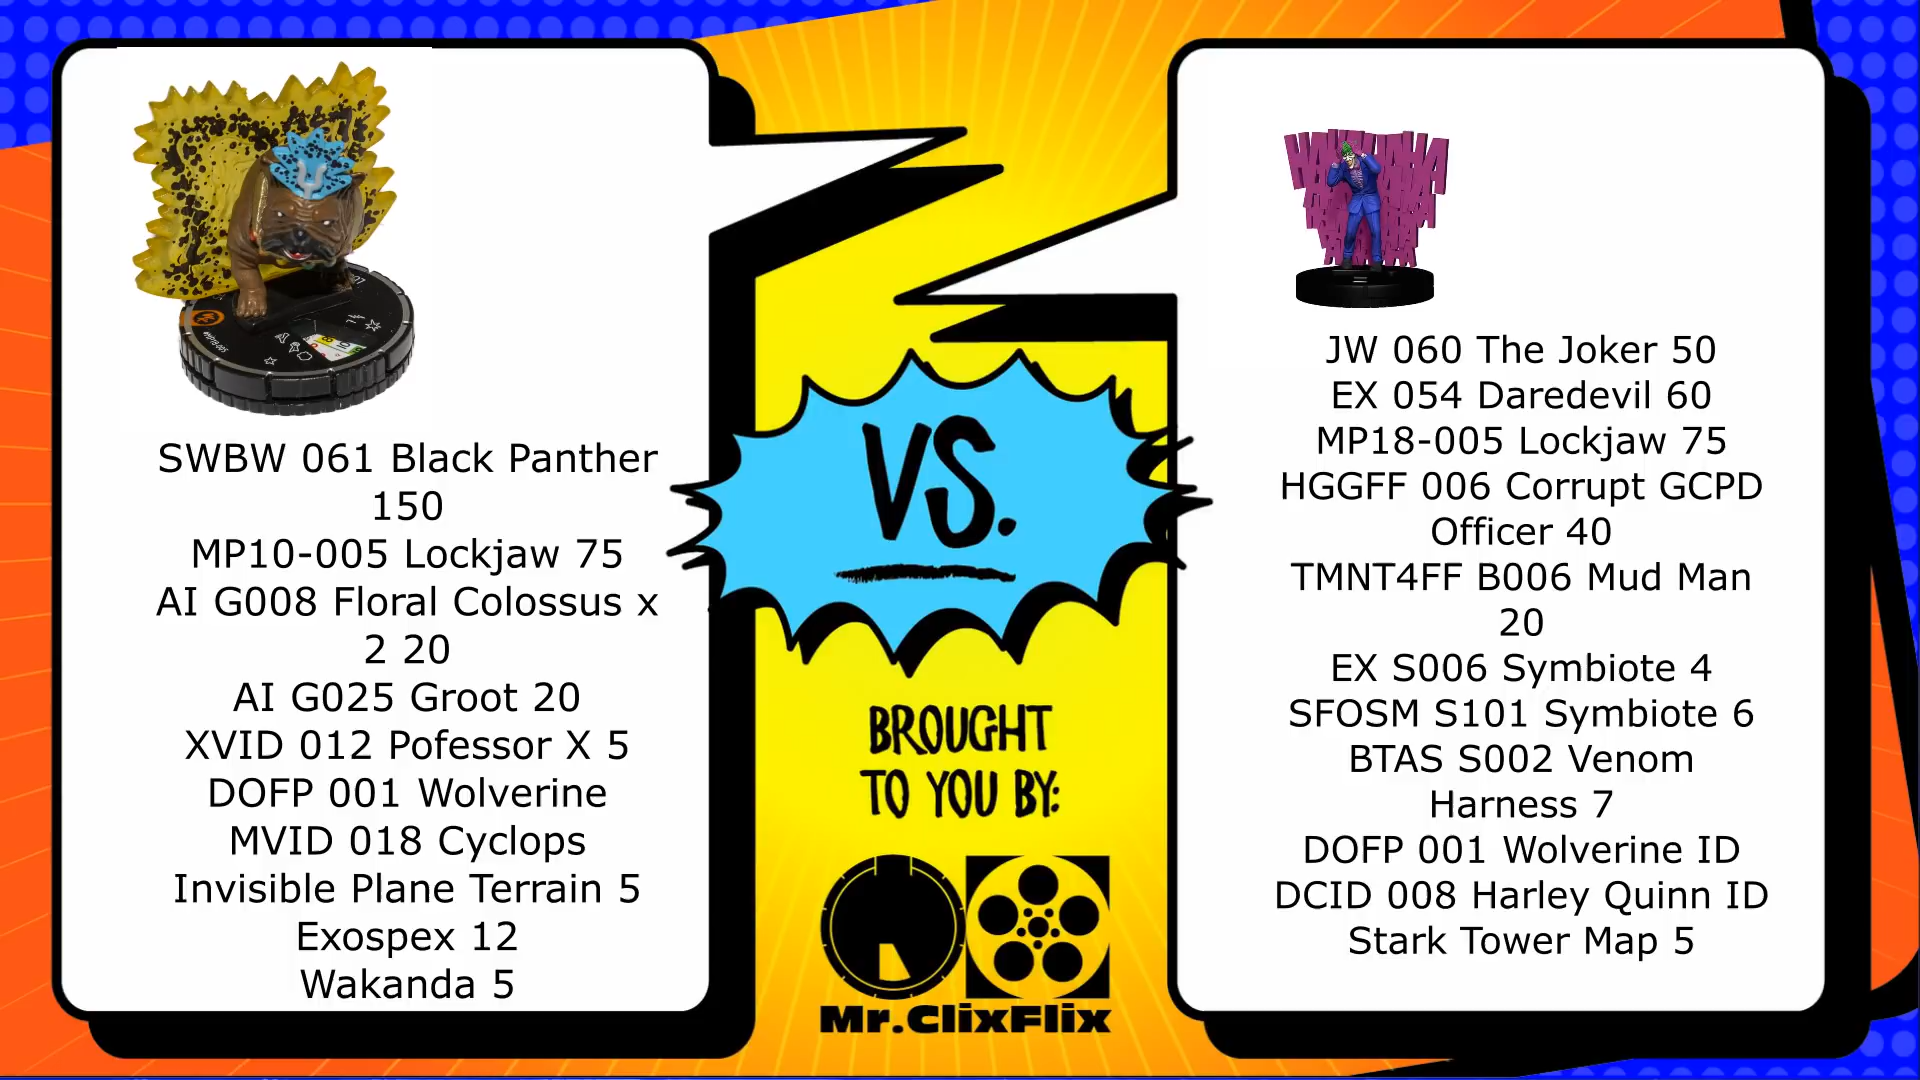 SWBW 061 Black Panther
150
MP10-005 Lockjaw 75
AI G008 Floral Colossus x
2 20
AI G025 Groot 20
XVID 012 Pofessor X 5
DOFP 001 Wolverine
MVID 018 Cyclops
Invisible Plane Terrain 5
Exospex 12
Wakanda 5
VS.
BROUGHT
TO YOU BY:
Mr.ClixFlix
JW 060 The Joker 50
EX 054 Daredevil 60
MP18-005 Lockjaw 75
HGGFF 006 Corrupt GCPD
Officer 40
TMNT4FF B006 Mud Man
20
EX S006 Symbiote 4
SFOSM S101 Symbiote 6
BTAS S002 Venom
Harness 7
DOFP 001 Wolverine ID
DCID 008 Harley Quinn ID
Stark Tower Map 5